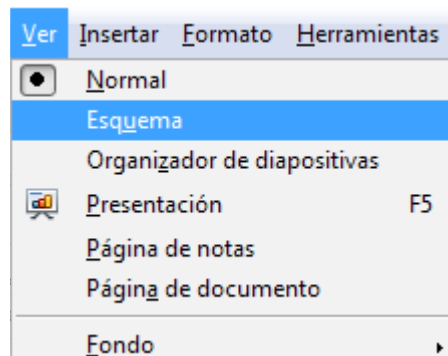 Ver Insertar Formato Herramientas
Normal
Esquema
Organizador de diapositivas
Presentación F5
Página de notas
Página de documento
Fondo